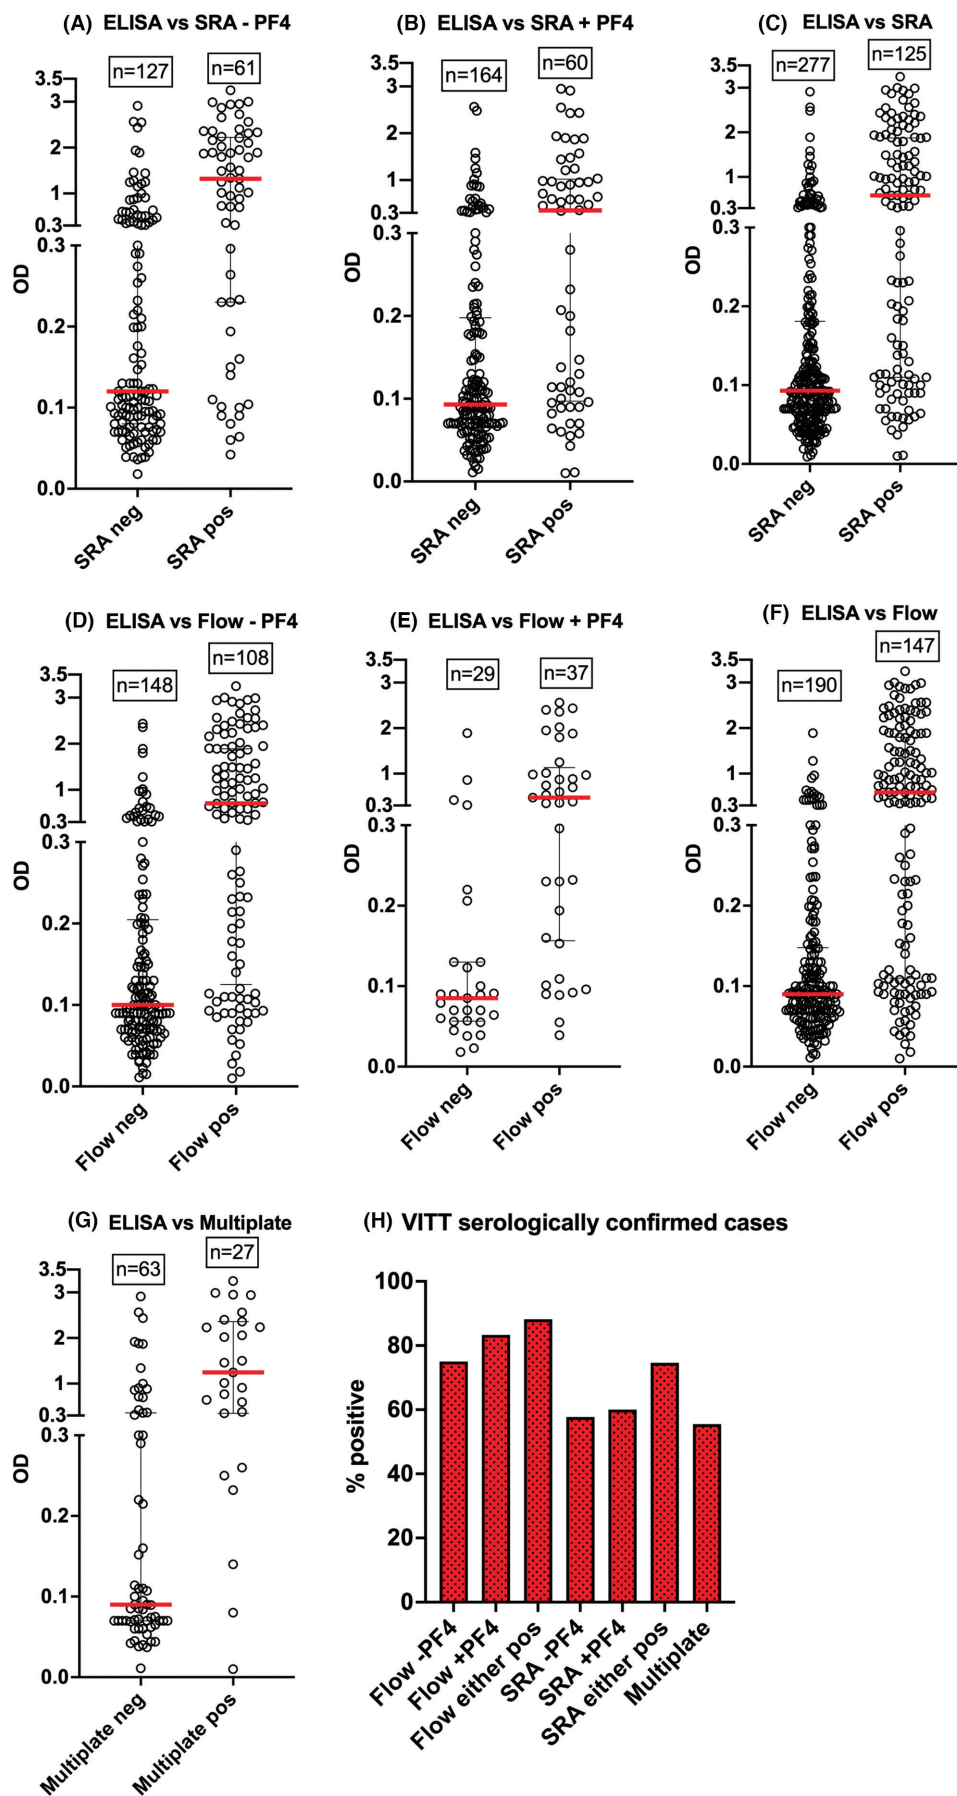 (A) ELISA vs SRA - PF4
n=127
n=61
3.5
3
2
1
0.3
0.3
0.2
0.1
0.0
OD
SRA neg
SRA pos
(B) ELISA vs SRA + PF4
n=164
n=60
3.5
3
2
1
0.3
0.3
0.2
0.1
0.0
OD
SRA neg
SRA pos
(C) ELISA vs SRA
n=277
n=125
3.5
3
2
1
0.3
0.3
0.2
0.1
0.0
OD
SRA neg
SRA pos
(D) ELISA vs Flow - PF4
n=148
n=108
3.5
3
2
1
0.3
0.3
0.2
0.1
0.0
OD
Flow neg
Flow pos
(E) ELISA vs Flow + PF4
n=29
n=37
3.5
3
2
1
0.3
0.3
0.2
0.1
0.0
OD
Flow neg
Flow pos
(F) ELISA vs Flow
n=190
n=147
3.5
3
2
1
0.3
0.3
0.2
0.1
0.0
OD
Flow neg
Flow pos
(G) ELISA vs Multiplate
n=63
n=27
3.5
3
2
1
0.3
0.3
0.2
0.1
0.0
OD
Multiplate neg
Multiplate pos
(H) VITT serologically confirmed cases
100
80
60
40
20
0
% positive
Flow -PF4
Flow +PF4
Flow either pos
SRA -PF4
SRA +PF4
SRA either pos
Multiplate